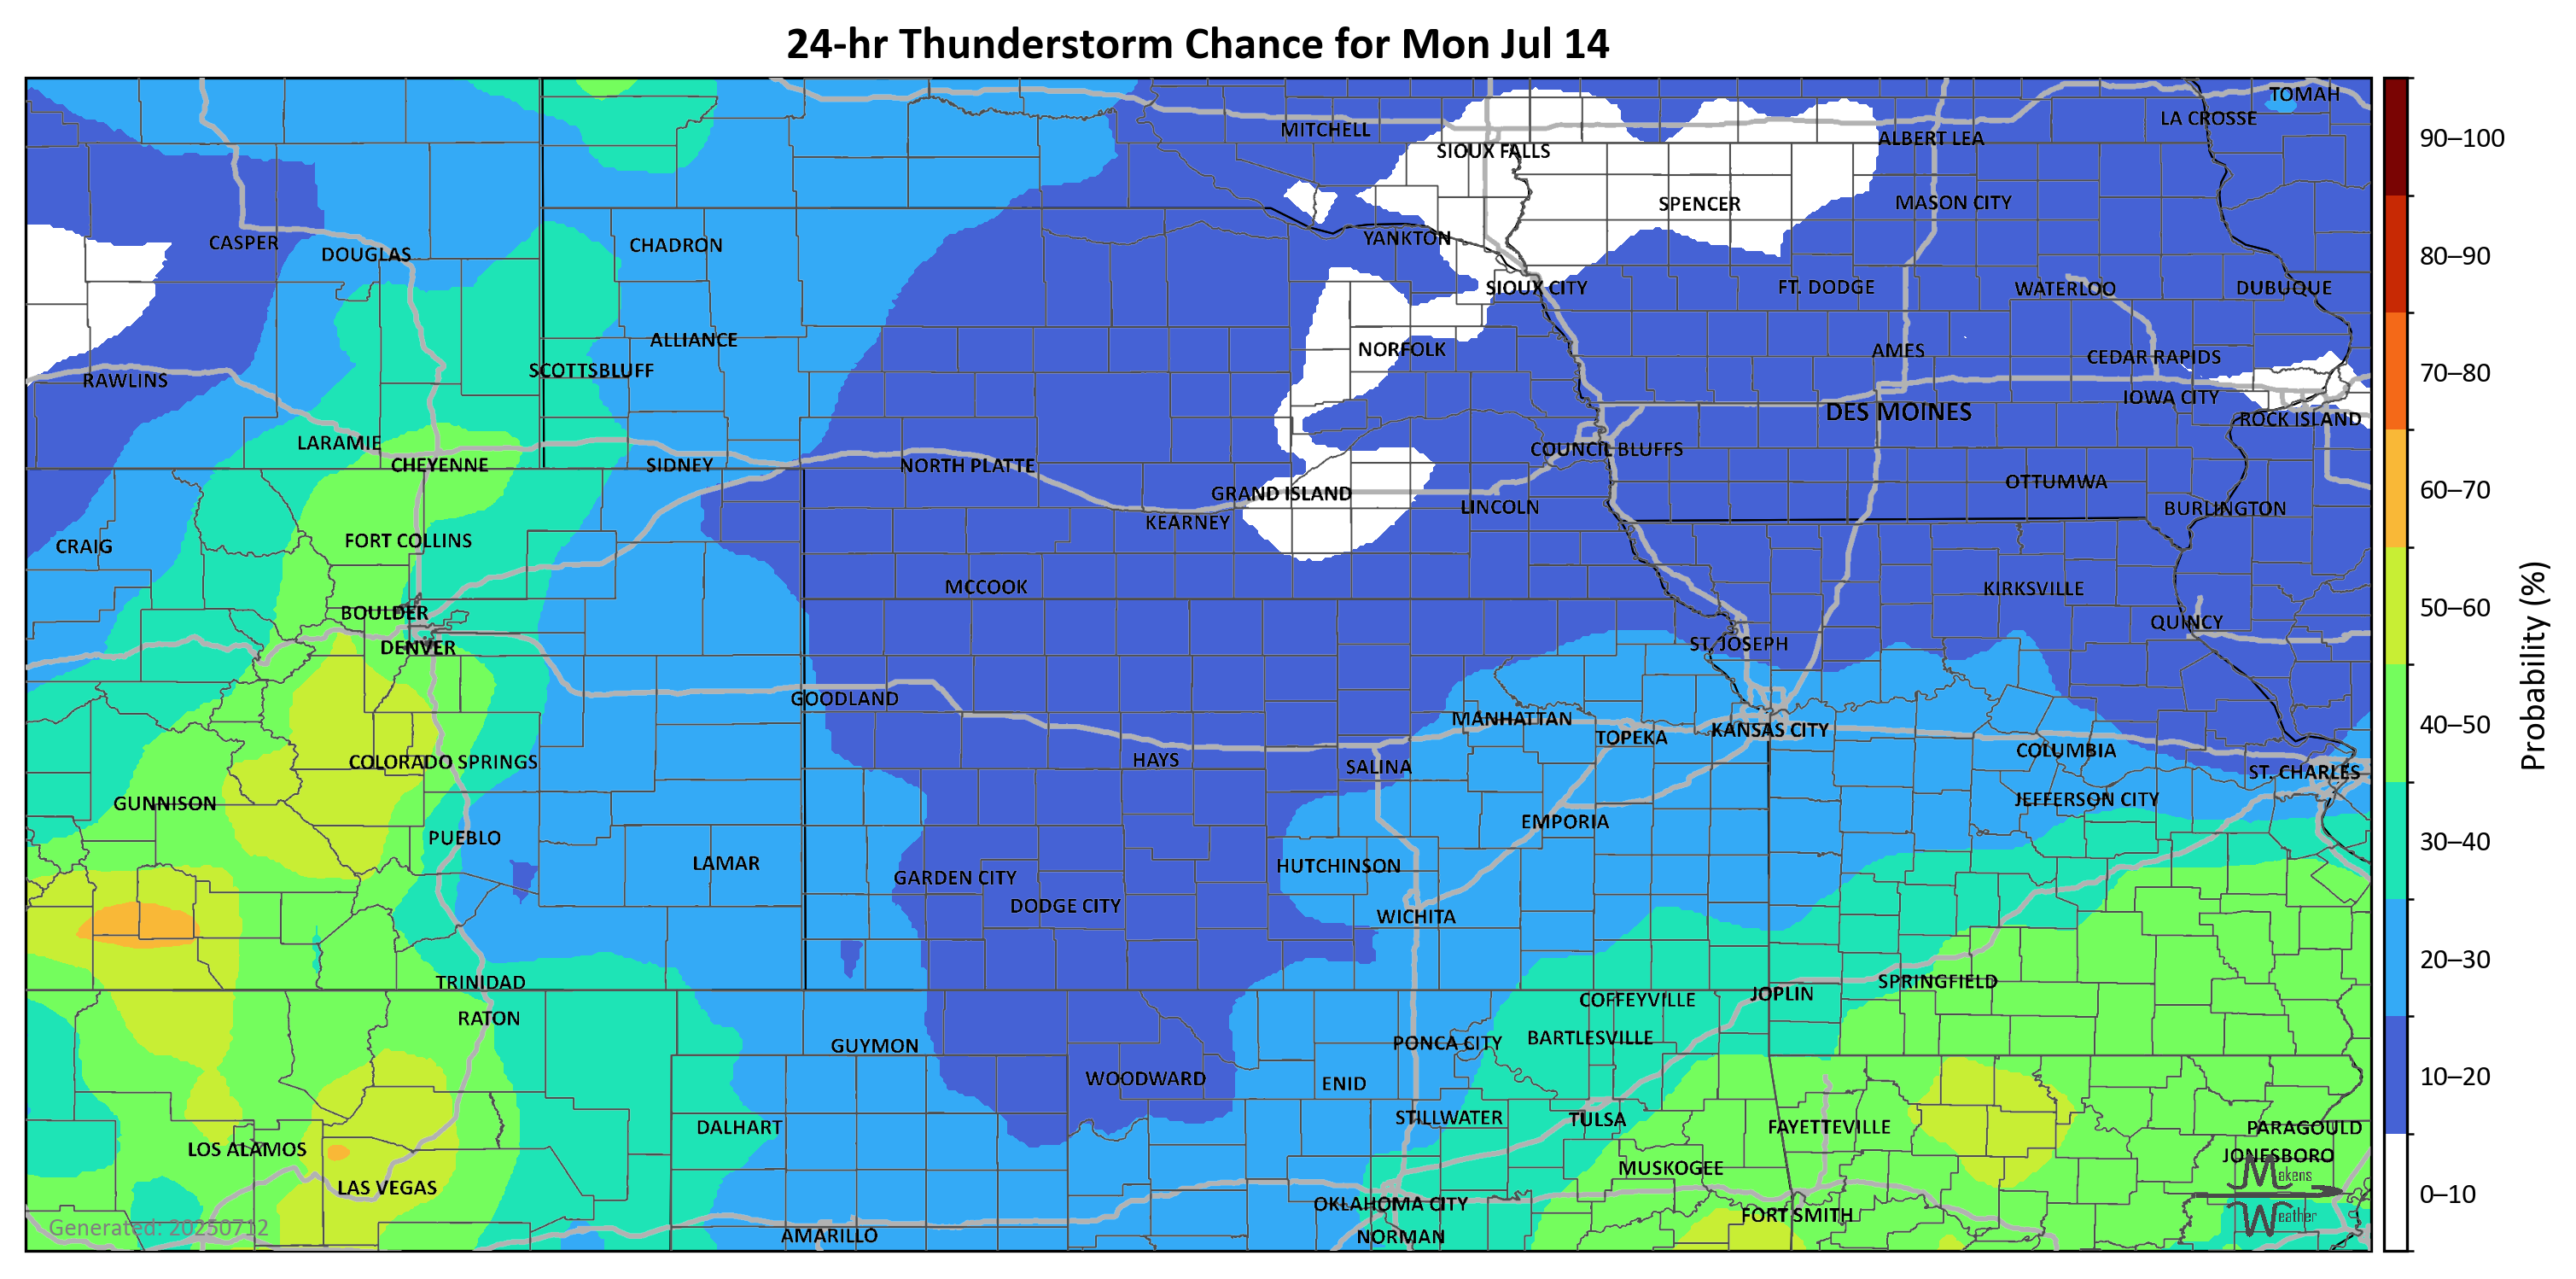 24-hr Thunderstorm Chance for Mon Jul 14
TOMAH
LA CROSSE
MITCHELL
ALBERT LEA
SIOUX FALLS
SPENCER
MASON CITY
CASPER
DOUGLAS
CHADRON
YANKTON
SIOUX CITY
FT. DODGE
WATERLOO
DUBUQUE
ALLIANCE
NORFOLK
AMES
CEDAR RAPIDS
SCOTTSBLUFF
RAWLINS
IOWA CITY
DES MOINES
ROCK ISLAND
LARAMIE
CHEYENNE
SIDNEY
NORTH PLATTE
COUNCIL BLUFFS
GRAND ISLAND
OTTUMWA
LINCOLN
BURLINGTON
KEARNEY
CRAIG
FORT COLLINS
MCCOOK
KIRKSVILLE
BOULDER
QUINCY
DENVER
ST. JOSEPH
GOODLAND
MANHATTAN
TOPEKA
KANSAS CITY
COLUMBIA
COLORADO SPRINGS
HAYS
SALINA
ST. CHARLES
GUNNISON
JEFFERSON CITY
PUEBLO
EMPORIA
LAMAR
HUTCHINSON
GARDEN CITY
DODGE CITY
WICHITA
TRINIDAD
SPRINGFIELD
COFFEYVILLE
JOPLIN
RATON
GUYMON
PONCA CITY
BARTLESVILLE
WOODWARD
ENID
DALHART
STILLWATER
TULSA
FAYETTEVILLE
PARAGOULD
LOS ALAMOS
JONESBORO
MUSKOGEE
LAS VEGAS
OKLAHOMA CITY
FORT SMITH
AMARILLO
NORMAN
Makens
Weather
Generated: 20250712
90–100
80–90
70–80
60–70
50–60
40–50
30–40
20–30
10–20
0–10
Probability (%)